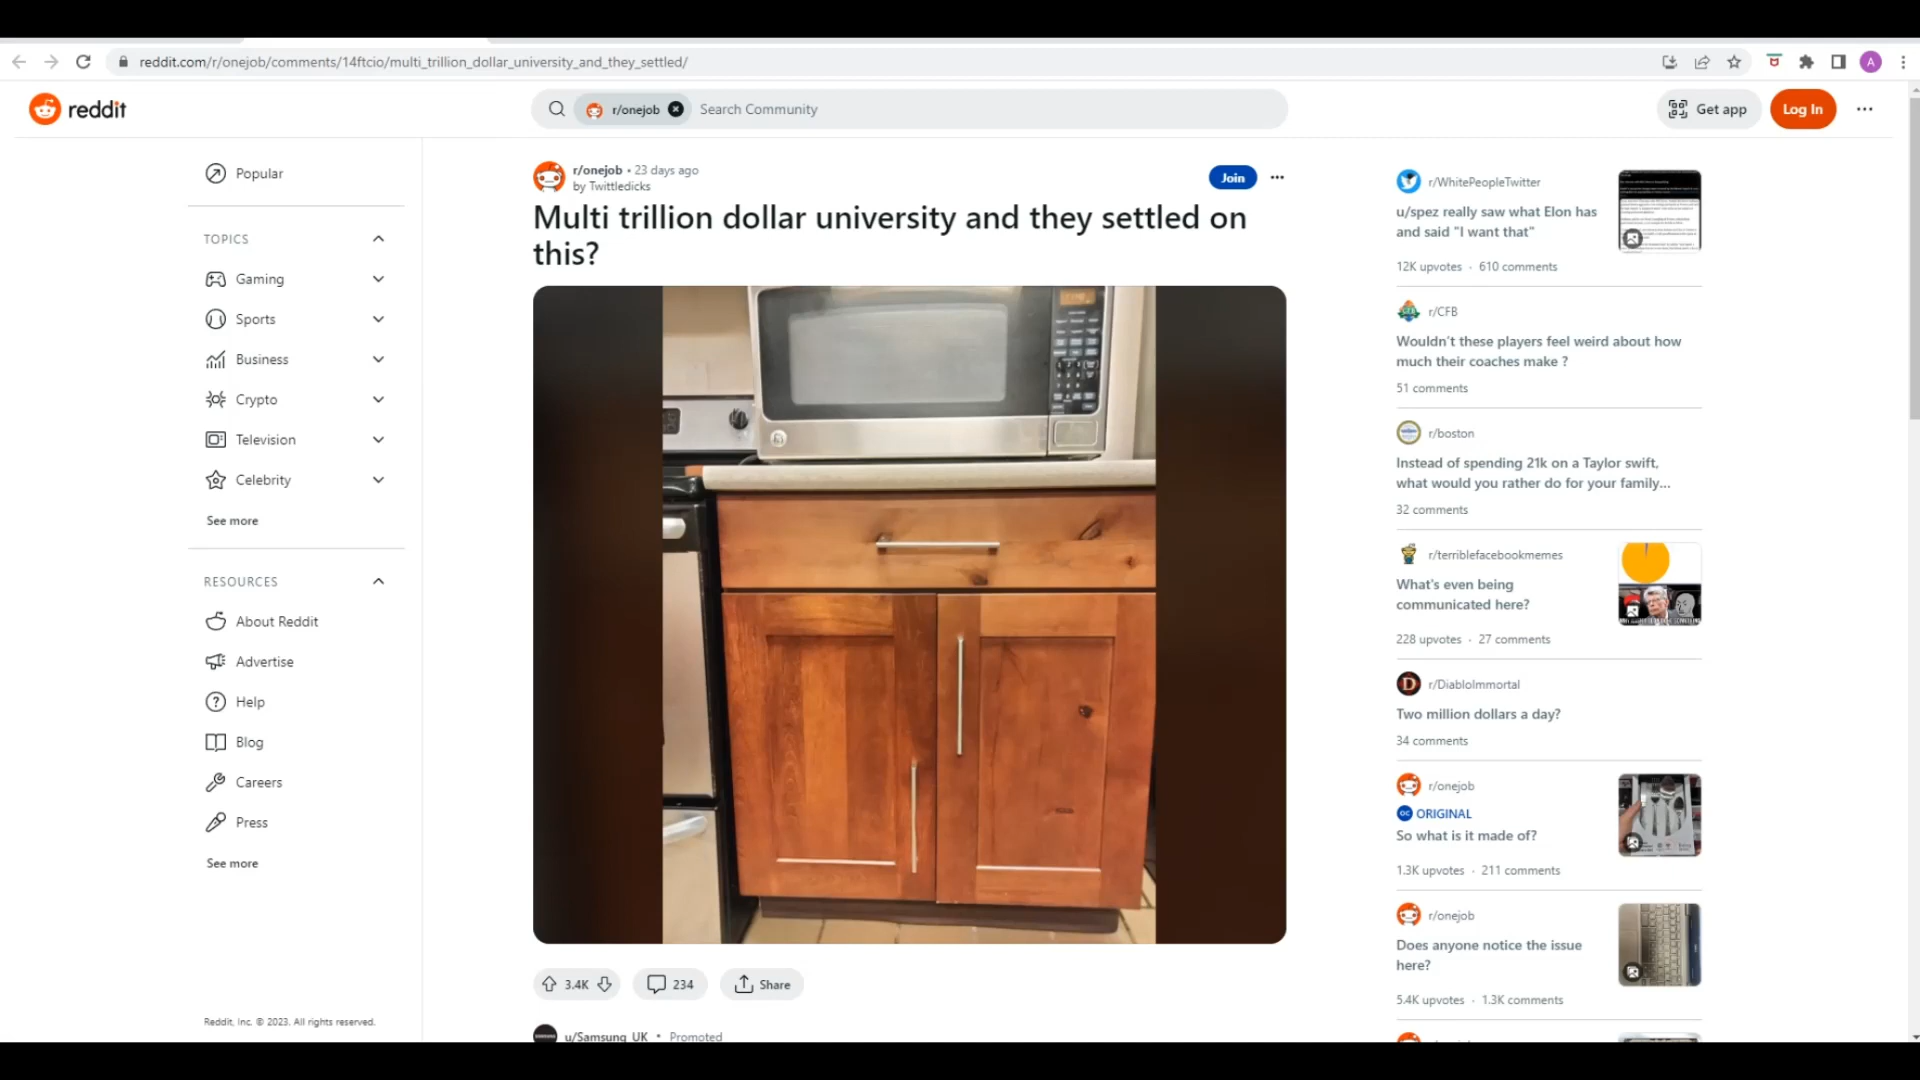 reddit.com/r/onejob/comments/14ftcio/multi_trillion_dollar_university_and_they_settled/
A
reddit
r/onejob
Search Community
Get app
Log In
Popular
TOPICS
Gaming
Sports
Business
Crypto
Television
Celebrity
See more
RESOURCES
About Reddit
Advertise
Help
Blog
Careers
Press
See more
Reddit, Inc. © 2023. All rights reserved.
r/onejob • 23 days ago
by Twittledicks
Join
Multi trillion dollar university and they settled on
this?
3.4K
234
Share
u/Samsung_UK • Promoted
r/WhitePeopleTwitter
u/spez really saw what Elon has
and said "I want that"
12K upvotes · 610 comments
r/CFB
Wouldn't these players feel weird about how
much their coaches make ?
51 comments
r/boston
Instead of spending 21k on a Taylor swift,
what would you rather do for your family...
32 comments
r/terriblefacebookmemes
What's even being
communicated here?
228 upvotes · 27 comments
r/DiabloImmortal
Two million dollars a day?
34 comments
r/onejob
OC ORIGINAL
So what is it made of?
1.3K upvotes · 211 comments
r/onejob
Does anyone notice the issue
here?
5.4K upvotes · 1.3K comments